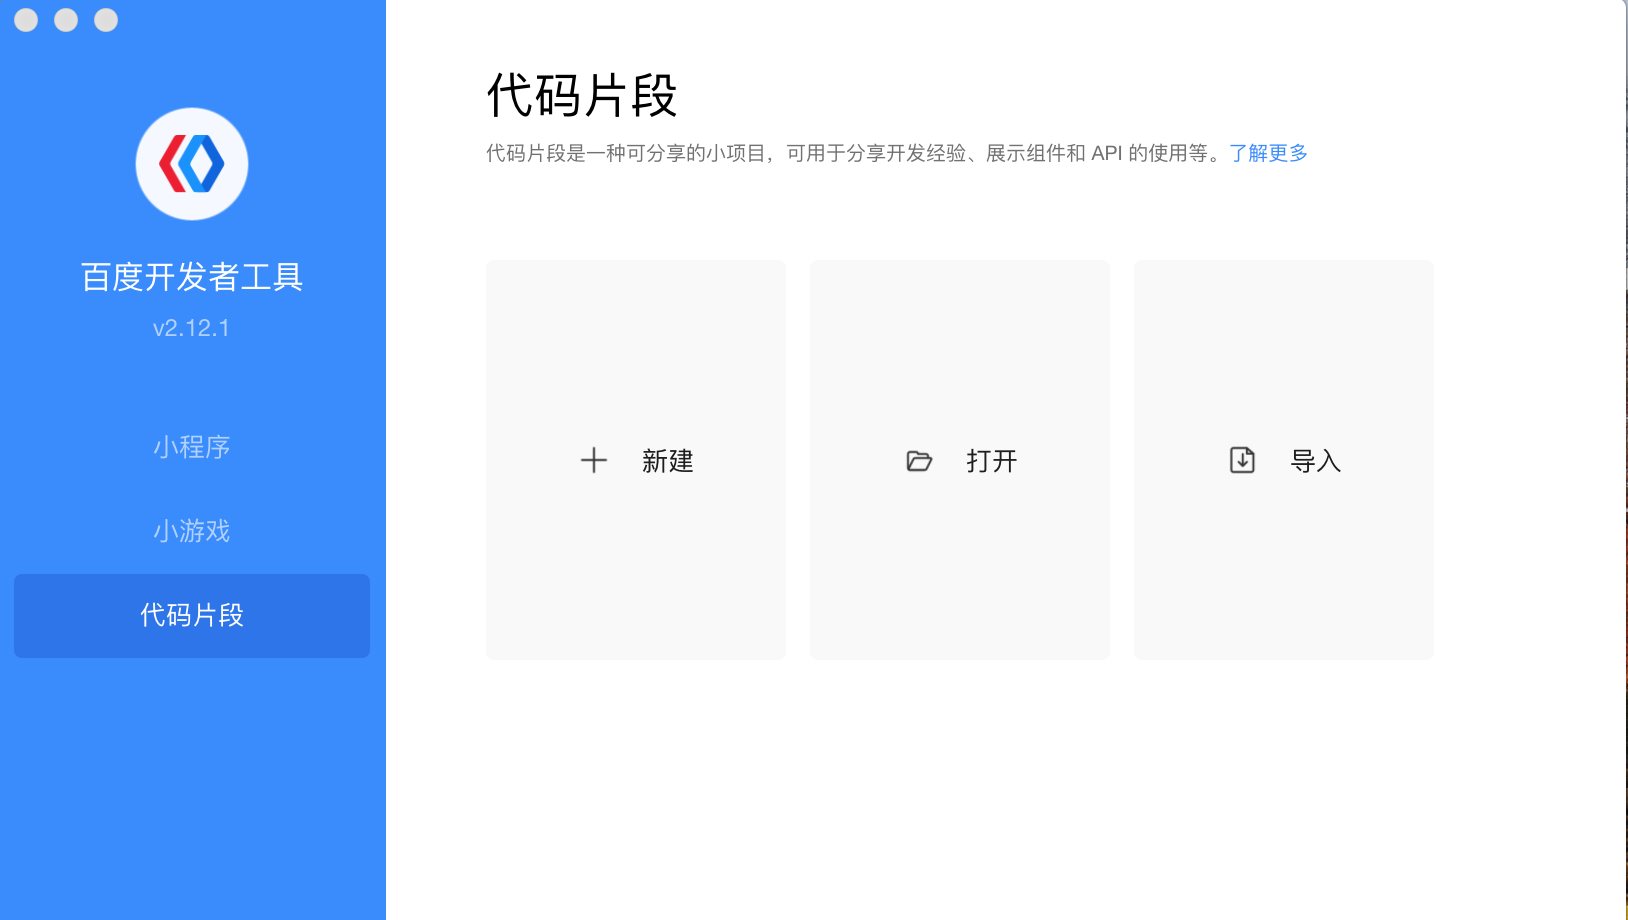 百度开发者工具
v2.12.1
小程序
小游戏
代码片段
代码片段
代码片段是一种可分享的小项目，可用于分享开发经验、展示组件和 API 的使用等。了解更多
新建
打开
导入